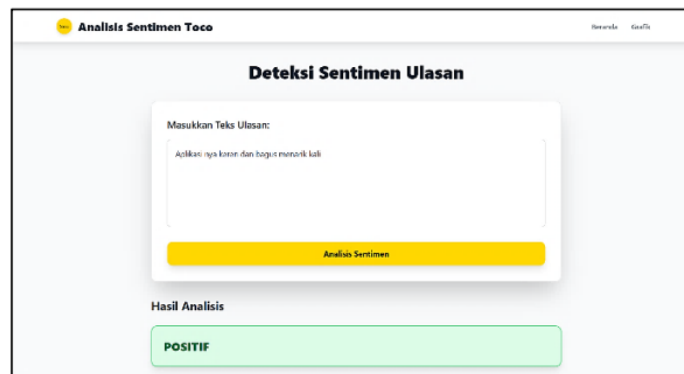 Analisis Sentimen Toco
Beranda Grafik
Deteksi Sentimen Ulasan
Masukkan Teks Ulasan:
Aplikasi nya keren dan bagus menarik kali
Analisis Sentimen
Hasil Analisis
POSITIF